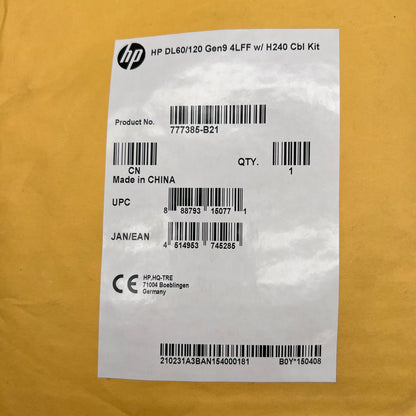 hp HP DL60/120 Gen9 4LFF w/ H240 Cbl Kit
Product No.
777385-B21
CN QTY. 1
Made in CHINA
UPC
8 88793 15077 1
JAN/EAN
4 514953 745285
CE HP,HQ-TRE
71004 Boeblingen
Germany
210231A3BAN154000181 B0Y*150408